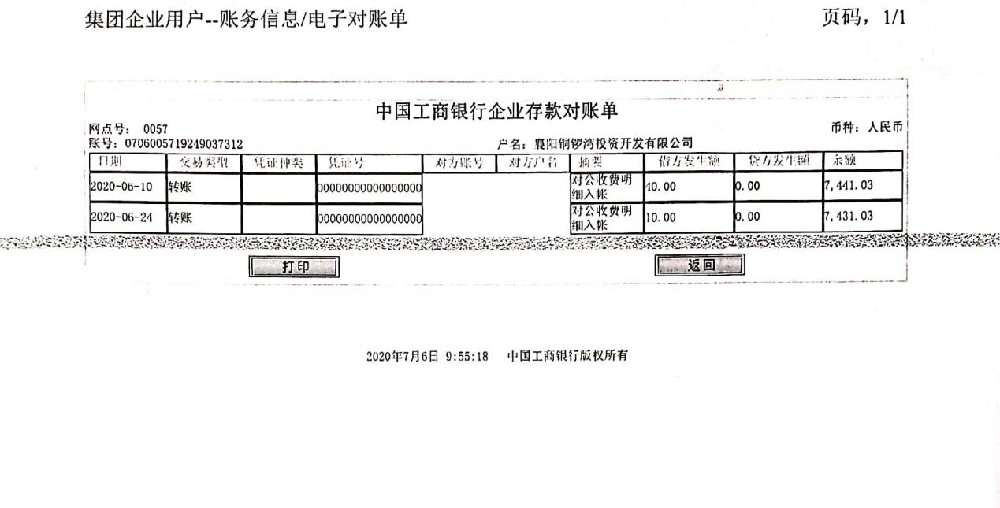 集团企业用户--账务信息/电子对账单 页码，1/1
中国工商银行企业存款对账单
网点号： 0057 币种：人民币
账号：0706005719249037312 户名：襄阳铜锣湾投资开发有限公司
日期 交易类型 凭证种类 凭证号 对方账号 对方户名 摘要 借方发生额 贷方发生额 余额
2020-06-10 转账 00000000000000000 对公收费明细入帐 10.00 0.00 7,441.03
2020-06-24 转账 00000000000000000 对公收费明细入帐 10.00 0.00 7,431.03
打印 返回
2020年7月6日 9:55:18 中国工商银行版权所有